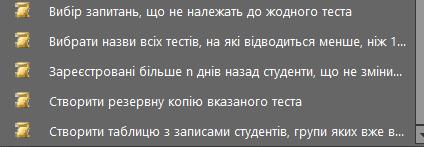 Вибір запитань, що не належать до жодного теста
Вибрати назви всіх тестів, на які відводиться менше, ніж 1...
Зареєстровані більше n днів назад студенти, що не зміни...
Створити резервну копію вказаного теста
Створити таблицю з записами студентів, групи яких вже в...